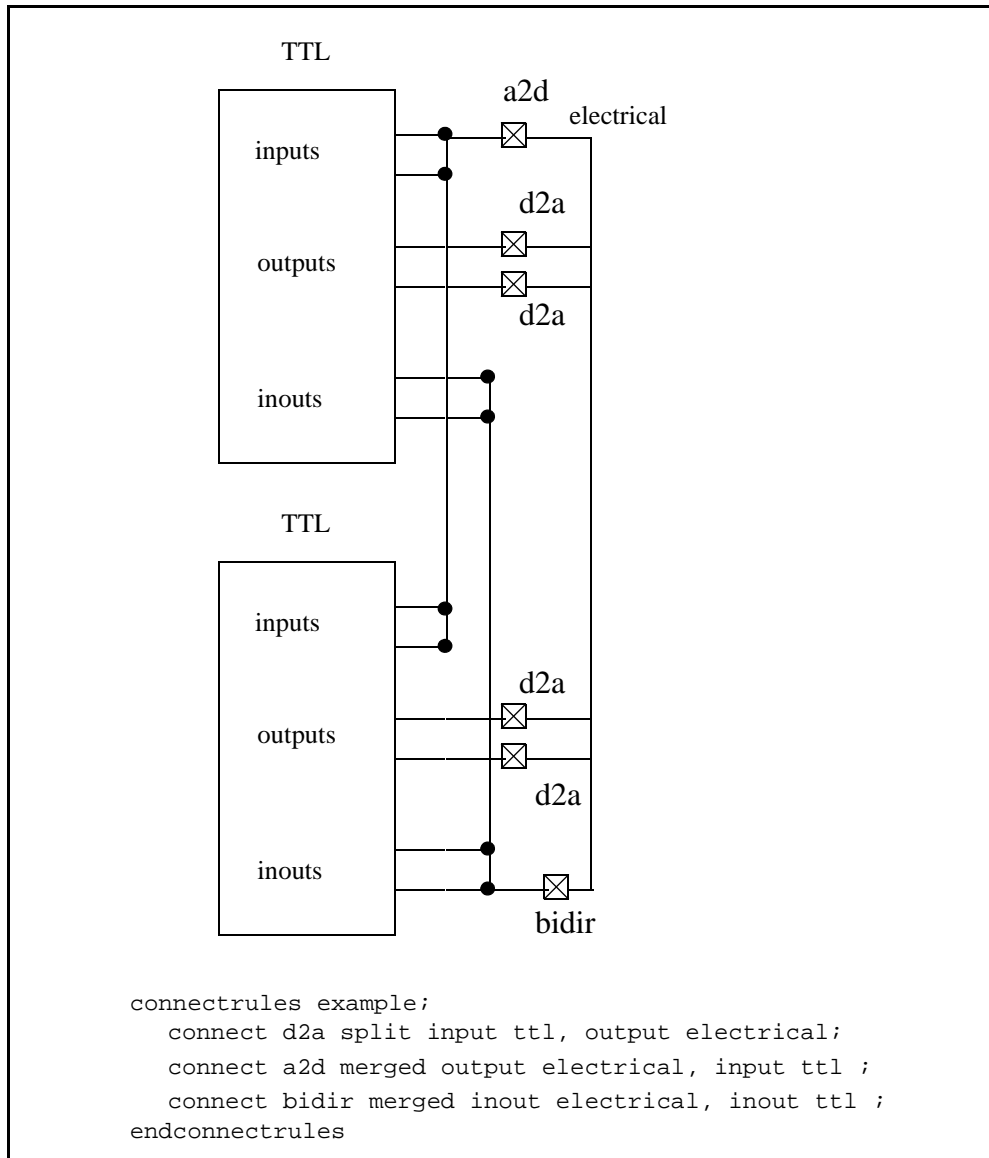 TTL
a2d
electrical
inputs
d2a
outputs
d2a
inouts
TTL
inputs
d2a
outputs
d2a
inouts
bidir
connectrules example;
connect d2a split input ttl, output electrical;
connect a2d merged output electrical, input ttl ;
connect bidir merged inout electrical, inout ttl ;
endconnectrules